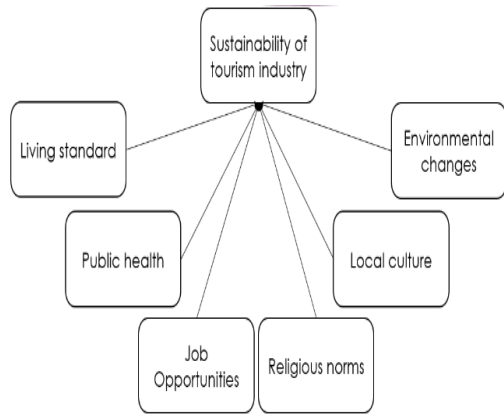 Sustainability of
tourism industry
Living standard
Environmental
changes
Public health
Local culture
Job
Opportunities
Religious norms